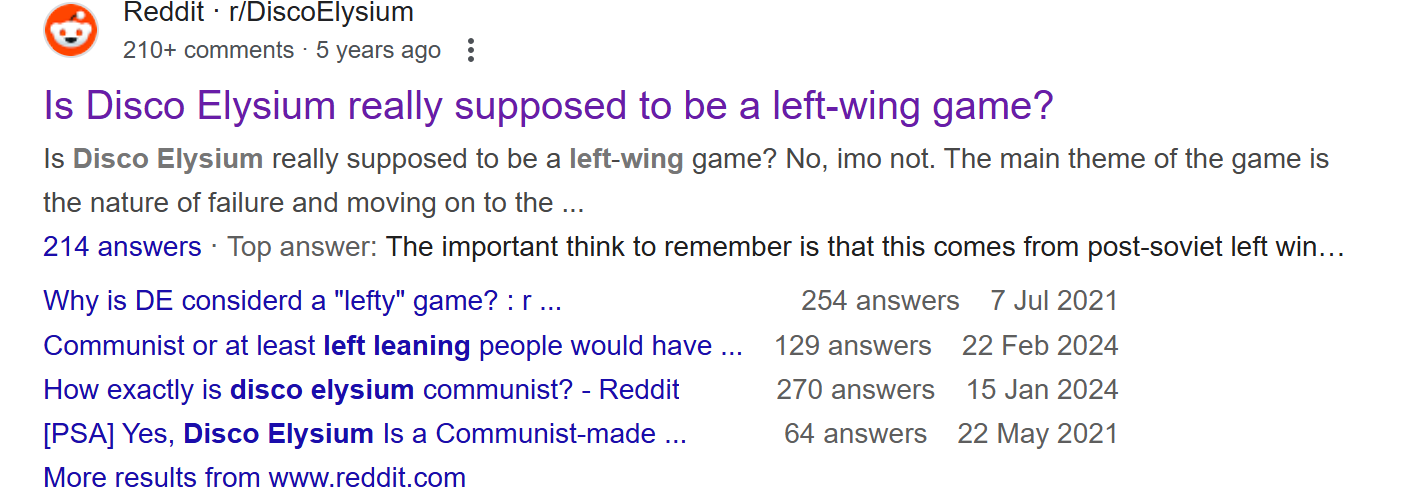 Reddit · r/DiscoElysium
210+ comments · 5 years ago
Is Disco Elysium really supposed to be a left-wing game?
Is Disco Elysium really supposed to be a left-wing game? No, imo not. The main theme of the game is
the nature of failure and moving on to the ...
214 answers · Top answer: The important think to remember is that this comes from post-soviet left win...
Why is DE considerd a "lefty" game? : r ... 254 answers 7 Jul 2021
Communist or at least left leaning people would have ... 129 answers 22 Feb 2024
How exactly is disco elysium communist? - Reddit 270 answers 15 Jan 2024
[PSA] Yes, Disco Elysium Is a Communist-made ... 64 answers 22 May 2021
More results from www.reddit.com